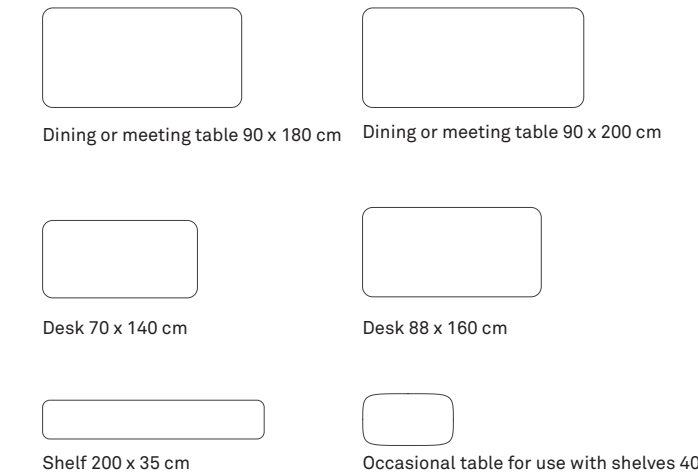 Dining or meeting table 90 x 180 cm
Dining or meeting table 90 x 200 cm
Desk 70 x 140 cm
Desk 88 x 160 cm
Shelf 200 x 35 cm
Occasional table for use with shelves 40